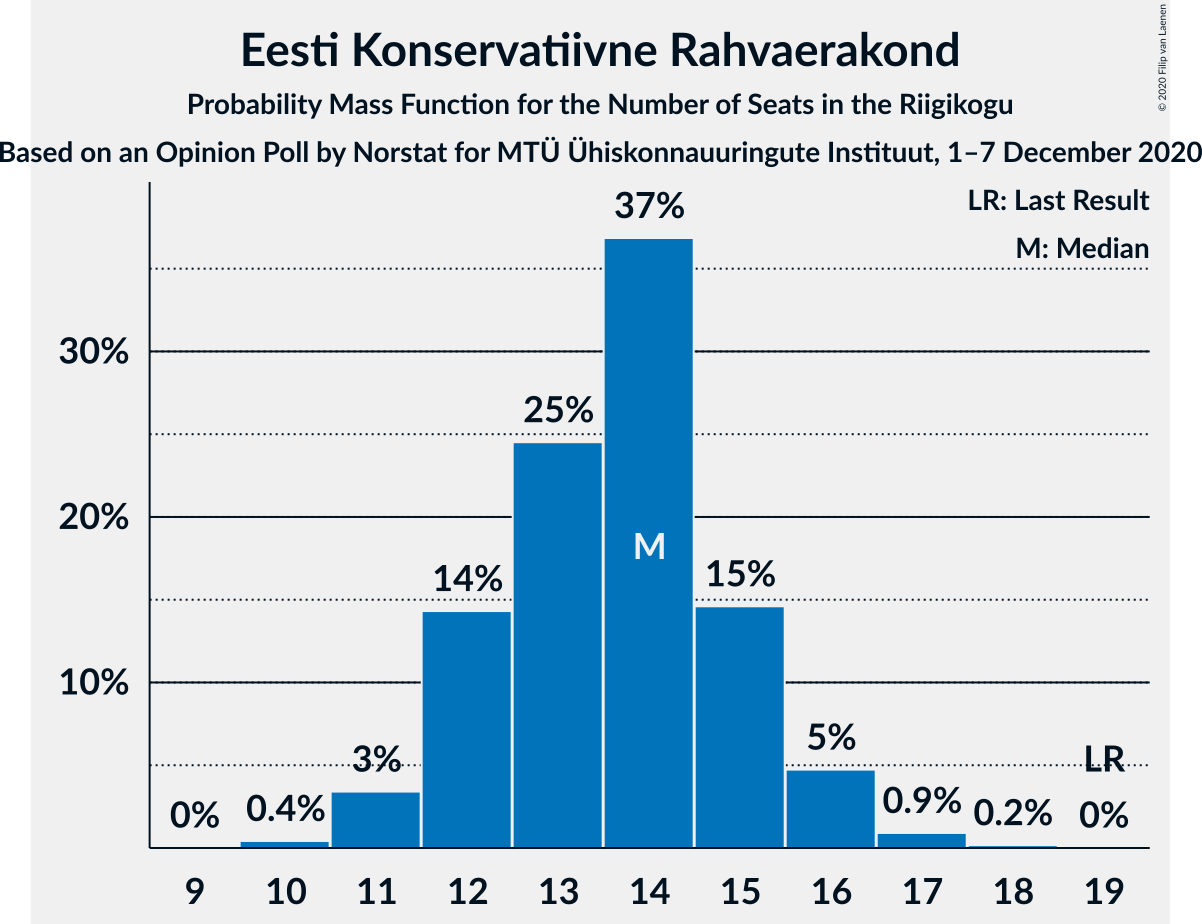 Eesti Konservatiivne Rahvaerakond
Probability Mass Function for the Number of Seats in the Riigikogu
Based on an Opinion Poll by Norstat for MTÜ Ühiskonnauuringute Instituut, 1–7 December 2020
© 2020 Filip van Laenen
LR: Last Result
M: Median
37%
30%
25%
20%
M
14%
15%
10%
5%
3%
LR
0%
0.4%
0.9%
0.2%
0%
9 10 11 12 13 14 15 16 17 18 19